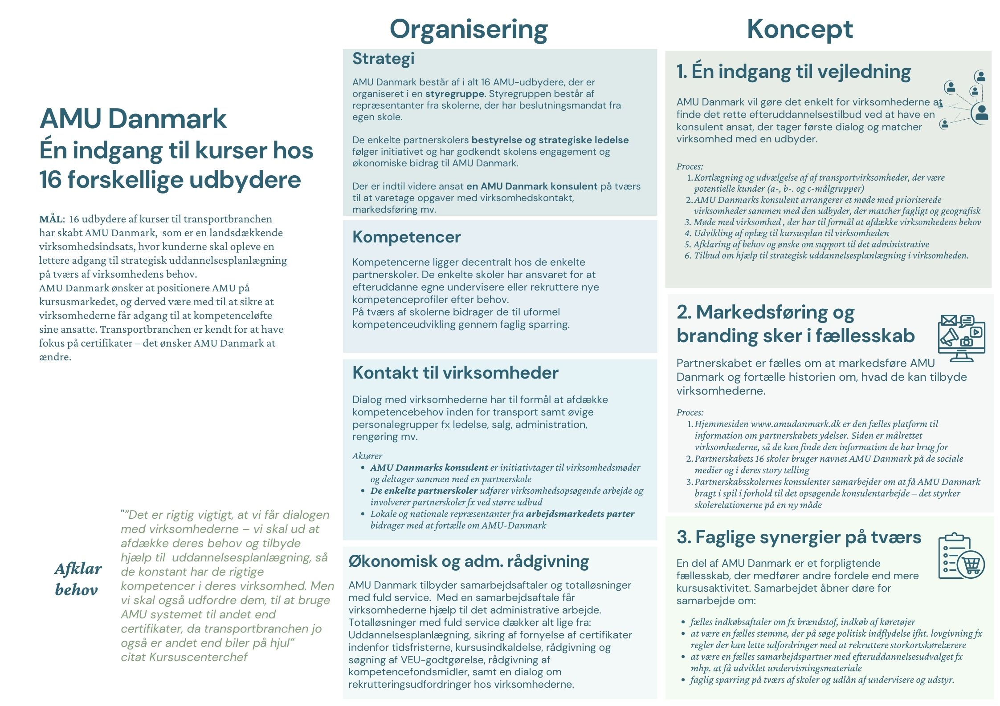 AMU Danmark
Én indgang til kurser hos
16 forskellige udbydere
MÅL:  16 udbydere af kurser til transportbranchen
har skabt AMU Danmark,  som er en landsdækkende
virksomhedsindsats, hvor kunderne skal opleve en
lettere adgang til strategisk uddannelsesplanlægning
på tværs af virksomhedens behov.
AMU Danmark ønsker at positionere AMU på
kursusmarkedet, og derved være med til at sikre at
virksomhederne får adgang til at kompetenceløfte
sine ansatte. Transportbranchen er kendt for at have
fokus på certifikater – det ønsker AMU Danmark at
ændre.
Afklar
behov
"”Det er rigtig vigtigt, at vi får dialogen
med virksomhederne – vi skal ud at
afdække deres behov og tilbyde
hjælp til  uddannelsesplanlægning, så
de konstant har de rigtige
kompetencer i deres virksomhed. Men
vi skal også udfordre dem, til at bruge
AMU systemet til andet end
certifikater, da transportbranchen jo
også er andet end biler på hjul”
citat Kursuscenterchef
Organisering
Strategi
AMU Danmark består af i alt 16 AMU-udbydere, der er
organiseret i en styregruppe. Styregruppen består af
repræsentanter fra skolerne, der har beslutningsmandat fra
egen skole.
De enkelte partnerskolers bestyrelse og strategiske ledelse
følger initiativet og har godkendt skolens engagement og
økonomiske bidrag til AMU Danmark.
Der er indtil videre ansat en AMU Danmark konsulent på tværs
til at varetage opgaver med virksomhedskontakt,
markedsføring mv.
Kompetencer
Kompetencerne ligger decentralt hos de enkelte
partnerskoler. De enkelte skoler har ansvaret for at
efteruddanne egne undervisere eller rekruttere nye
kompetenceprofiler efter behov.
På tværs af skolerne bidrager de til uformel
kompetenceudvikling gennem faglig sparring.
Kontakt til virksomheder
Dialog med virksomhederne har til formål at afdække
kompetencebehov inden for transport samt øvige
personalegrupper fx ledelse, salg, administration,
rengøring mv.
Aktører
• AMU Danmarks konsulent er initiativtager til virksomhedsmøder
og deltager sammen med en partnerskole
• De enkelte partnerskoler udfører virksomhedsopsøgende arbejde og
involverer partnerskoler fx ved større udbud
• Lokale og nationale repræsentanter fra arbejdsmarkedets parter
bidrager med at fortælle om AMU-Danmark
Økonomisk og adm. rådgivning
AMU Danmark tilbyder samarbejdsaftaler og totalløsninger
med fuld service.  Med en samarbejdsaftale får
virksomhederne hjælp til det administrative arbejde.
Totalløsninger med fuld service dækker alt lige fra:
Uddannelsesplanlægning, sikring af fornyelse af certifikater
indenfor tidsfristerne, kursusindkaldelse, rådgivning og
søgning af VEU-godtgørelse, rådgivning af
kompetencefondsmidler, samt en dialog om
rekrutteringsudfordringer hos virksomhederne.
Koncept
1. Én indgang til vejledning
AMU Danmark vil gøre det enkelt for virksomhederne at
finde det rette efteruddannelsestilbud ved at have en
konsulent ansat, der tager første dialog og matcher
virksomhed med en udbyder.
Proces:
1. Kortlægning og udvælgelse af af transportvirksomheder, der være
potentielle kunder (a-, b-. og c-målgrupper)
2. AMU Danmarks konsulent arrangerer et møde med prioriterede
virksomheder sammen med den udbyder, der matcher fagligt og geografisk
3. Møde med virksomhed , der har til formål at afdække virksomhedens behov
4. Udvikling af oplæg til kursusplan til virksomheden
5. Afklaring af behov og ønske om support til det administrative
6. Tilbud om hjælp til strategisk uddannelsesplanlægning i virksomheden.
2. Markedsføring og
branding sker i fællesskab
Partnerskabet er fælles om at markedsføre AMU
Danmark og fortælle historien om, hvad de kan tilbyde
virksomhederne.
Proces:
1. Hjemmesiden www.amudanmark.dk er den fælles platform til
information om partnerskabets ydelser. Siden er målrettet
virksomhederne, så de kan finde den information de har brug for
2. Partnerskabets 16 skoler bruger navnet AMU Danmark på de sociale
medier og i deres story telling
3. Partnerskabsskolernes konsulenter samarbejder om at få AMU Danmark
bragt i spil i forhold til det opsøgende konsulentarbejde – det styrker
skolerelationerne på en ny måde
3. Faglige synergier på tværs
En del af AMU Danmark er et forpligtende
fællesskab, der medfører andre fordele end mere
kursusaktivitet. Samarbejdet åbner døre for
samarbejde om:
• fælles indkøbsaftaler om fx brændstof, indkøb af køretøjer
• at være en fælles stemme, der på søge politisk indflydelse ifht. lovgivning fx
regler der kan lette udfordringer med at rekruttere storkortskørelærere
• at være en fælles samarbejdspartner med efteruddannelsesudvalget fx
mhp. at få udviklet undervisningsmateriale
• faglig sparring på tværs af skoler og udlån af undervisere og udstyr.